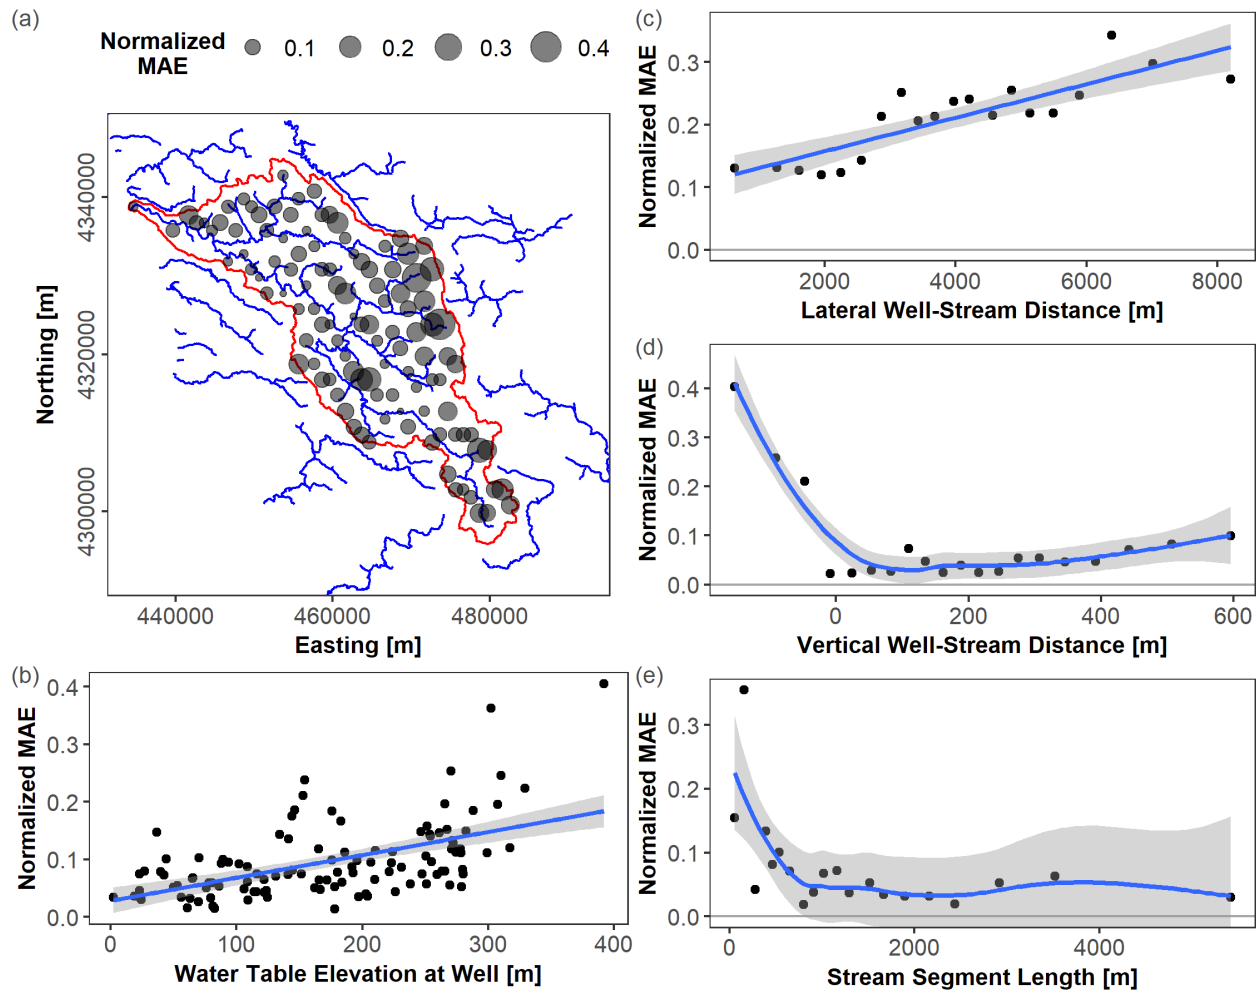 (a)
Normalized
MAE
0.1
0.2
0.3
0.4
Northing [m]
4340000
4320000
4300000
440000
460000
480000
Easting [m]
(b)
Normalized MAE
0.4
0.3
0.2
0.1
0.0
0
100
200
300
400
Water Table Elevation at Well [m]
(c)
Normalized MAE
0.3
0.2
0.1
0.0
2000
4000
6000
8000
Lateral Well-Stream Distance [m]
(d)
Normalized MAE
0.4
0.3
0.2
0.1
0.0
0
200
400
600
Vertical Well-Stream Distance [m]
(e)
Normalized MAE
0.3
0.2
0.1
0.0
0
2000
4000
Stream Segment Length [m]